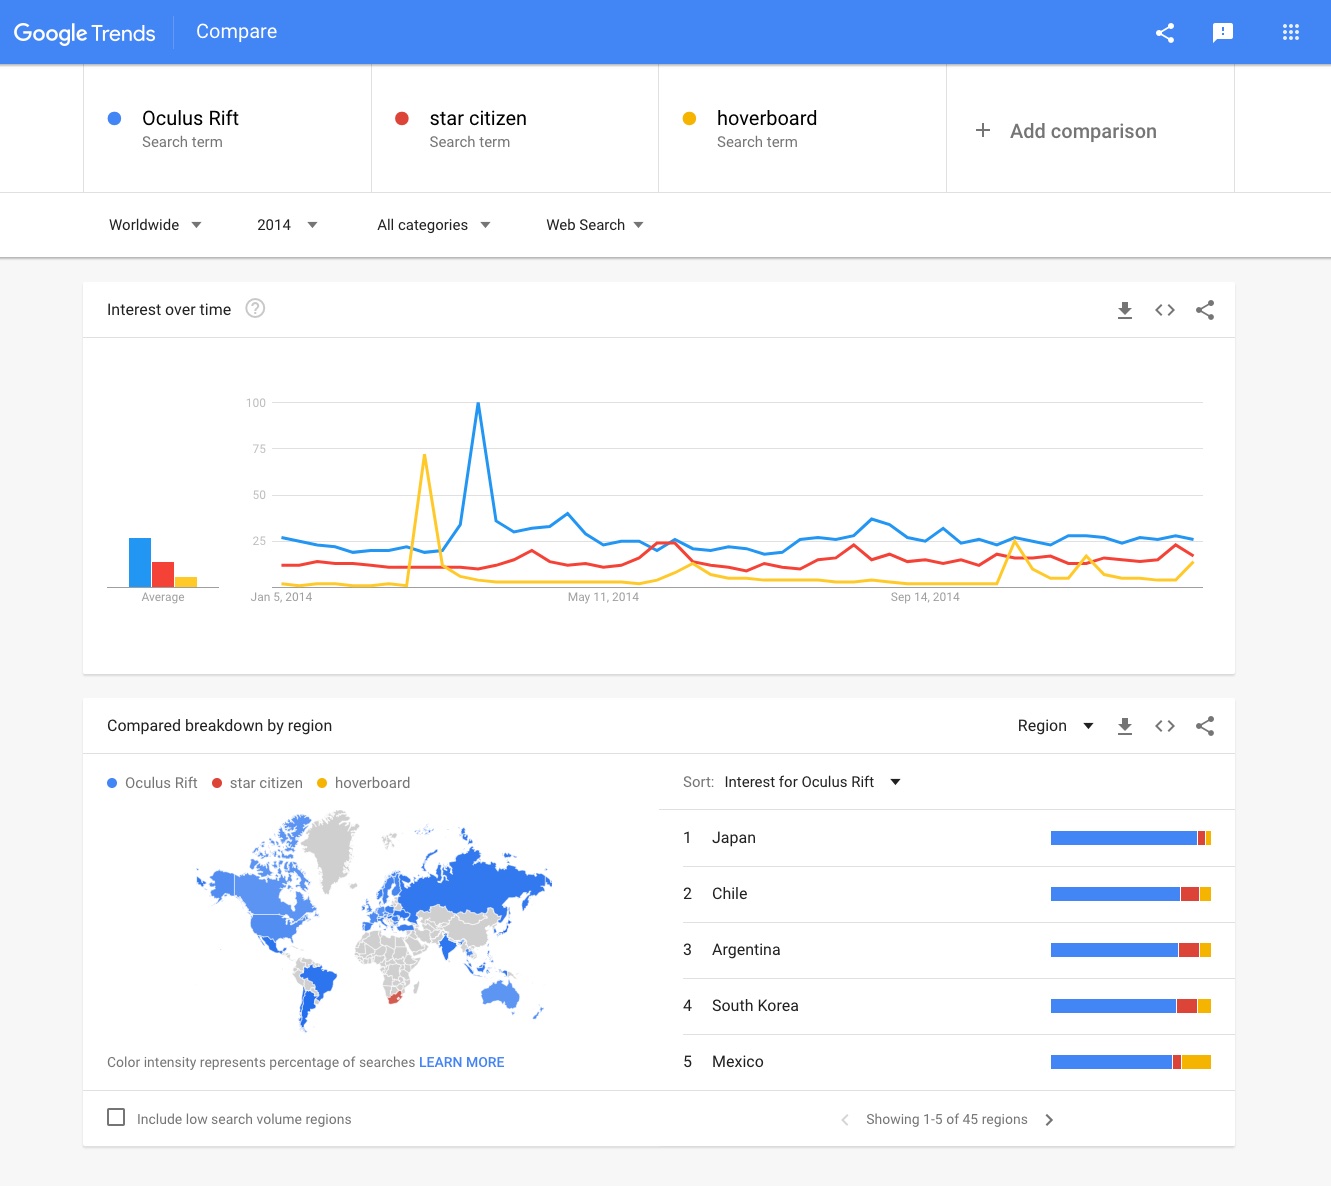 Google Trends Compare
Oculus Rift
Search term
star citizen
Search term
hoverboard
Search term
+ Add comparison
Worldwide 2014 All categories Web Search
Interest over time ?
100
75
50
25
Average
Jan 5, 2014 May 11, 2014 Sep 14, 2014
Compared breakdown by region
Region
Oculus Rift star citizen hoverboard
Color intensity represents percentage of searches LEARN MORE
Include low search volume regions
Sort: Interest for Oculus Rift
1 Japan
2 Chile
3 Argentina
4 South Korea
5 Mexico
Showing 1-5 of 45 regions